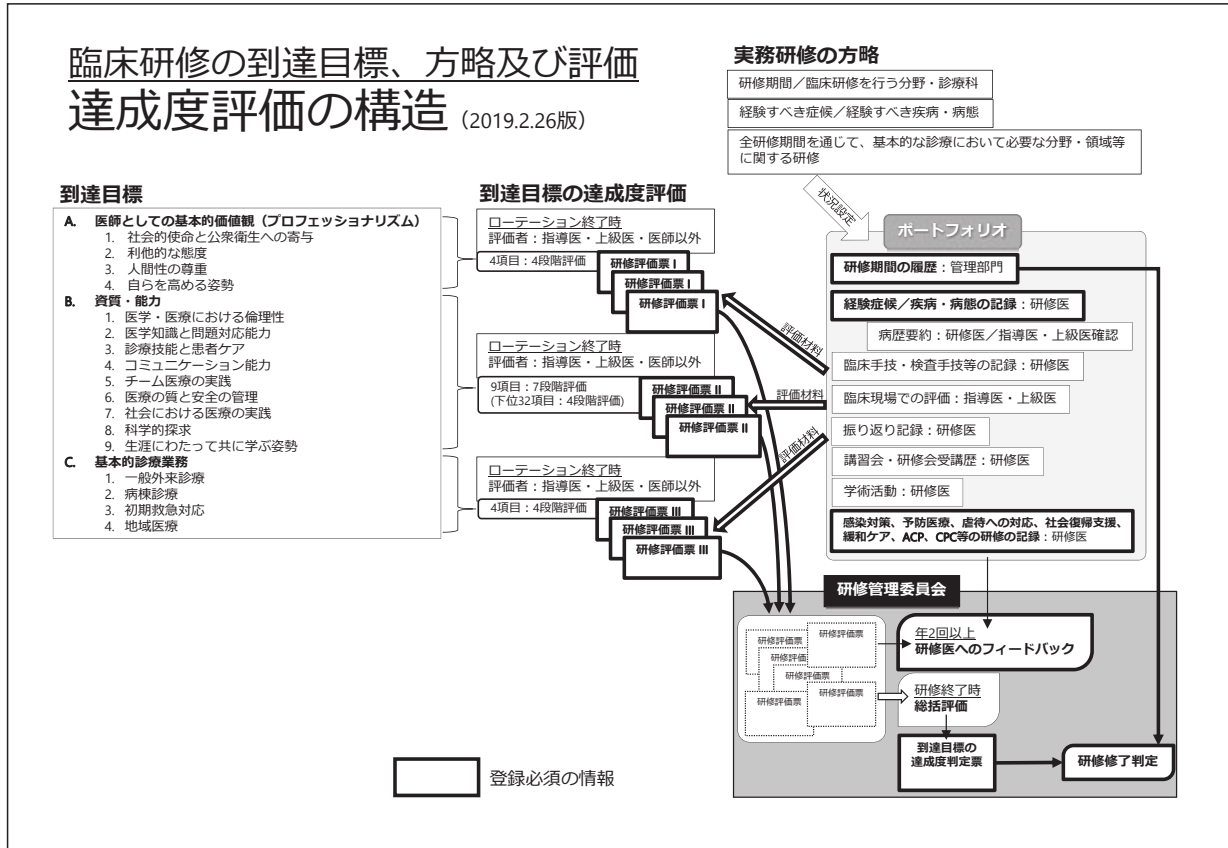 臨床研修の到達目標、方略及び評価
達成度評価の構造（2019.2.26版）
実務研修の方略
研修期間／臨床研修を行う分野・診療科
経験すべき症候／経験すべき疾病・病態
全研修期間を通じて、基本的な診療において必要な分野・領域等
に関する研修
到達目標
A. 医師としての基本的価値観（プロフェッショナリズム）
1. 社会的使命と公衆衛生への寄与
2. 利他的な態度
3. 人間性の尊重
4. 自らを高める姿勢
B. 資質・能力
1. 医学・医療における倫理性
2. 医学知識と問題対応能力
3. 診療技能と患者ケア
4. コミュニケーション能力
5. チーム医療の実践
6. 医療の質と安全の管理
7. 社会における医療の実践
8. 科学的探求
9. 生涯にわたって共に学ぶ姿勢
C. 基本的診療業務
1. 一般外来診療
2. 病棟診療
3. 初期救急対応
4. 地域医療
到達目標の達成度評価
ローテーション終了時
評価者：指導医・上級医・医師以外
4項目：4段階評価
研修評価票 I
研修評価票 I
研修評価票 I
ローテーション終了時
評価者：指導医・上級医・医師以外
9項目：7段階評価
(下位32項目：4段階評価)
研修評価票 II
研修評価票 II
研修評価票 II
ローテーション終了時
評価者：指導医・上級医・医師以外
4項目：4段階評価
研修評価票 III
研修評価票 III
研修評価票 III
評価材料
評価材料
評価材料
状況設定
ポートフォリオ
研修期間の履歴：管理部門
経験症候／疾病・病態の記録：研修医
病歴要約：研修医／指導医・上級医確認
臨床手技・検査手技等の記録：研修医
臨床現場での評価：指導医・上級医
振り返り記録：研修医
講習会・研修会受講歴：研修医
学術活動：研修医
感染対策、予防医療、虐待への対応、社会復帰支援、
緩和ケア、ACP、CPC等の研修の記録：研修医
研修管理委員会
研修評価票
研修評価票
研修評価票
研修評価票
研修評価票
研修評価票
年2回以上
研修医へのフィードバック
研修終了時
総括評価
到達目標の
達成度判定票
研修修了判定
登録必須の情報